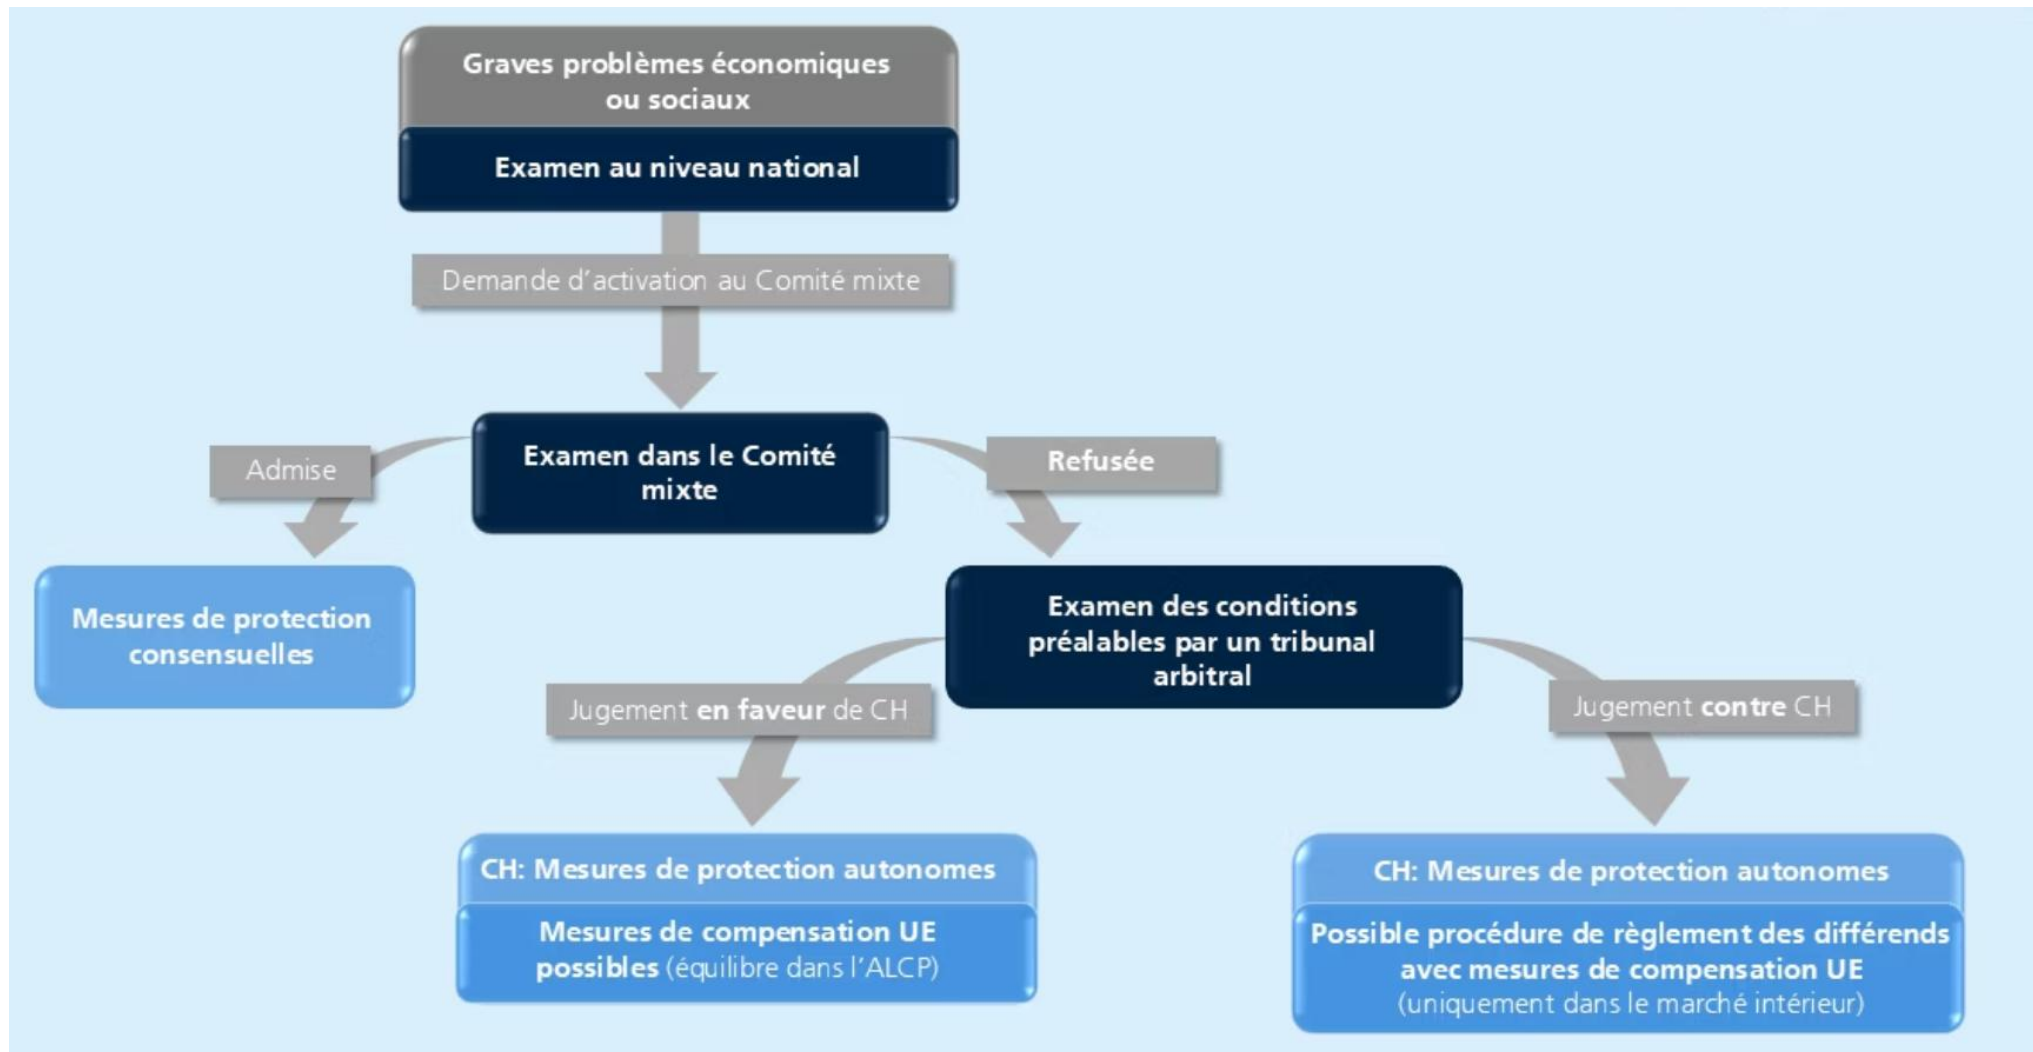 Graves problèmes économiques
ou sociaux
Examen au niveau national
Demande d'activation au Comité mixte
Examen dans le Comité
mixte
Admise
Refusée
Mesures de protection
consensuelles
Examen des conditions
préalables par un tribunal
arbitral
Jugement en faveur de CH
Jugement contre CH
CH: Mesures de protection autonomes
Mesures de compensation UE
possibles (équilibre dans l'ALCP)
CH: Mesures de protection autonomes
Possible procédure de règlement des différends
avec mesures de compensation UE
(uniquement dans le marché intérieur)